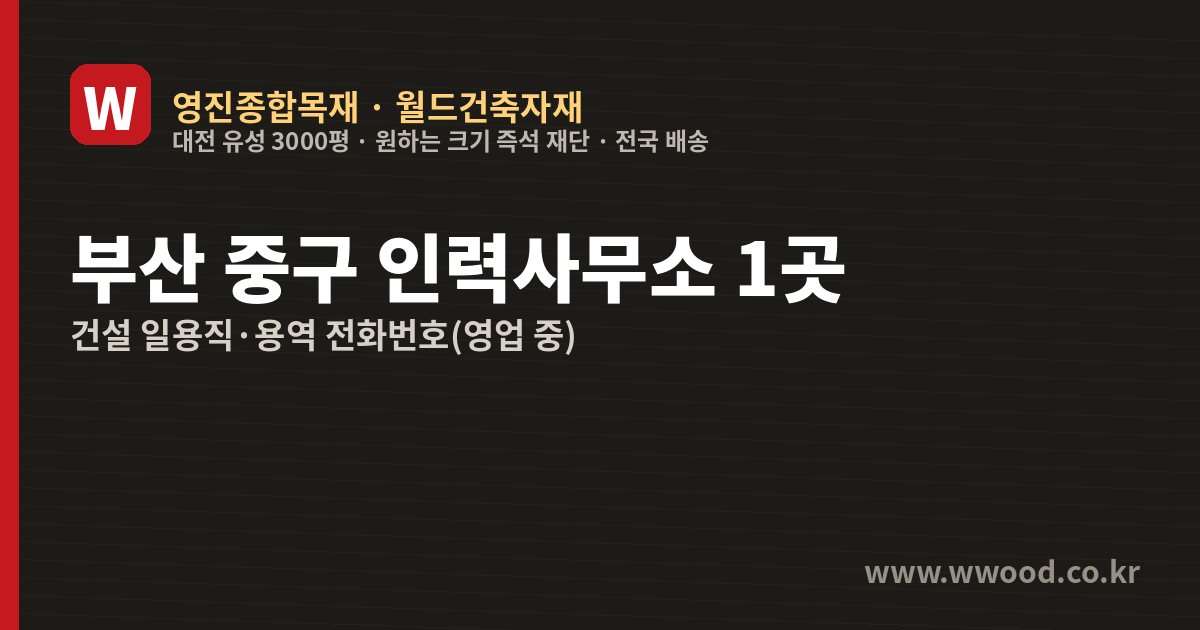 W
영진종합목재 · 월드건축자재
대전 유성 3000평 · 원하는 크기 즉석 재단 · 전국 배송
부산 중구 인력사무소 1곳
건설 일용직·용역 전화번호(영업 중)
www.wwood.co.kr